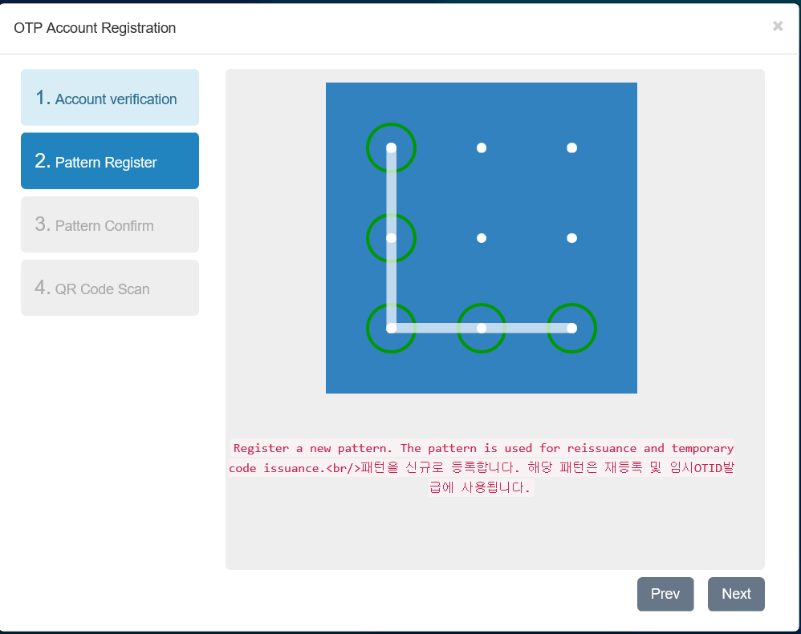 OTP Account Registration
×
1. Account verification
2. Pattern Register
3. Pattern Confirm
4. QR Code Scan
Register a new pattern. The pattern is used for reissuance and temporary
code issuance.<br/>패턴을 신규로 등록합니다. 해당 패턴은 재등록 및 임시OTID발
급에 사용됩니다.
Prev
Next